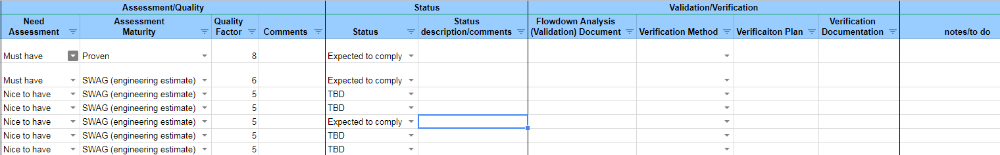 Assessment/Quality Status Validation/Verification
Need Assessment Quality Status Flowdown Analysis Verification
Assessment Maturity Factor Comments Status description/comments (Validation) Document Verification Method Verificaiton Plan Documentation notes/to do
Must have Proven 8 Expected to comply
Must have SWAG (engineering estimate) 6 Expected to comply
Nice to have SWAG (engineering estimate) 5 TBD
Nice to have SWAG (engineering estimate) 5 TBD
Nice to have SWAG (engineering estimate) 5 Expected to comply
Nice to have SWAG (engineering estimate) 5 TBD
Nice to have SWAG (engineering estimate) 5 TBD